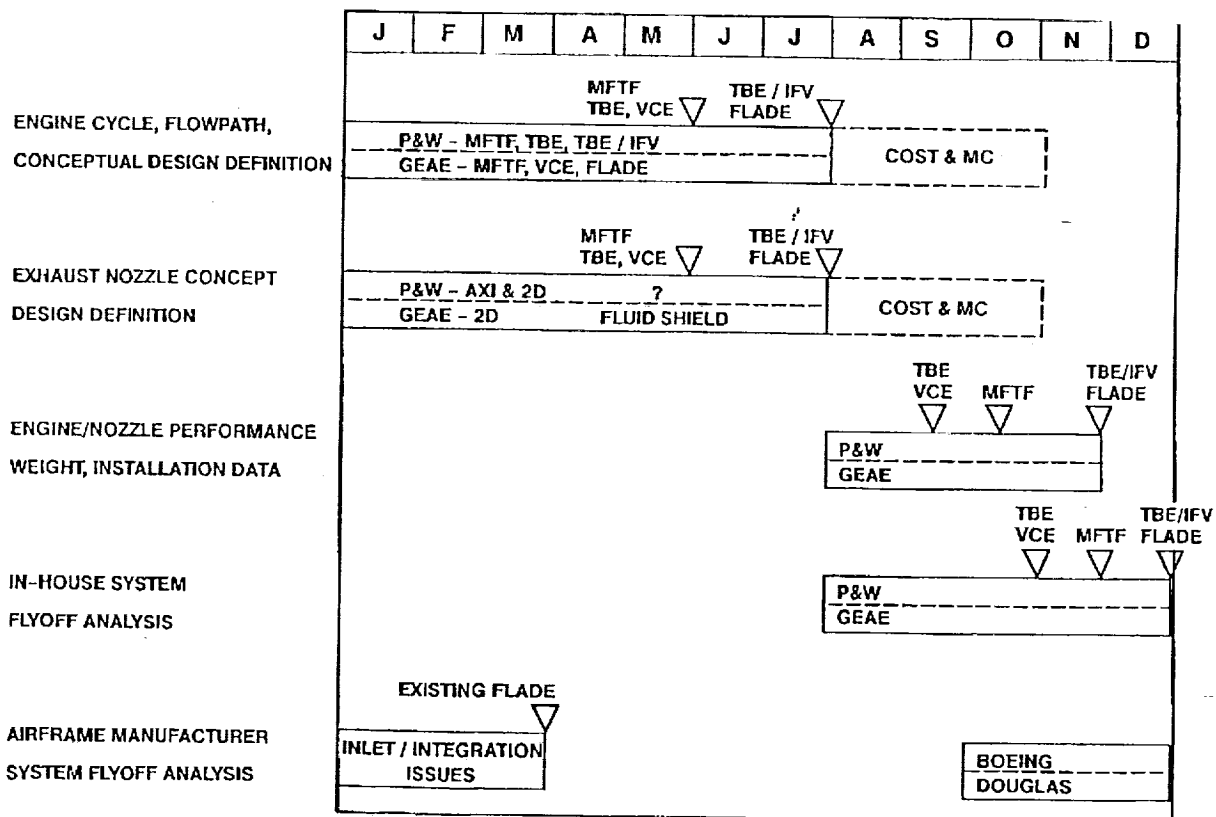 J F M A M J J A S O N D
MFTF
TBE, VCE
TBE / IFV
FLADE
ENGINE CYCLE, FLOWPATH,
CONCEPTUAL DESIGN DEFINITION
P&W – MFTF, TBE, TBE / IFV
GEAE – MFTF, VCE, FLADE
COST & MC
MFTF
TBE, VCE
TBE / IFV
FLADE
EXHAUST NOZZLE CONCEPT
DESIGN DEFINITION
P&W – AXI & 2D ?
GEAE – 2D FLUID SHIELD
COST & MC
TBE
VCE
MFTF
TBE/IFV
FLADE
ENGINE/NOZZLE PERFORMANCE
WEIGHT, INSTALLATION DATA
P&W
GEAE
TBE
VCE
MFTF
TBE/IFV
FLADE
IN-HOUSE SYSTEM
FLYOFF ANALYSIS
P&W
GEAE
EXISTING FLADE
AIRFRAME MANUFACTURER
SYSTEM FLYOFF ANALYSIS
INLET / INTEGRATION
ISSUES
BOEING
DOUGLAS